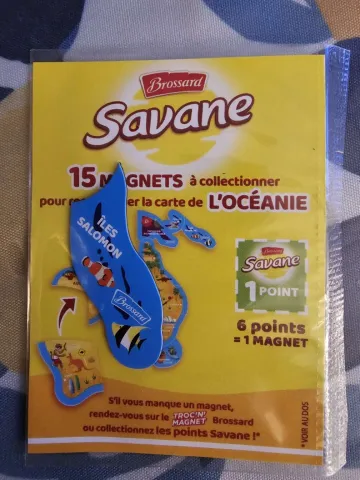 Brossard
Savane
15 MAGNETS à collectionner
pour er la carte de L'OCÉANIE
ÎLES
SALOMON
Brossard
Brossard
Savane
1 POINT
6 points
= 1 MAGNET
S'il vous manque un magnet,
rendez-vous sur le TROC'N' MAGNET Brossard
ou collectionnez les points Savane !*
*VOIR AU DOS